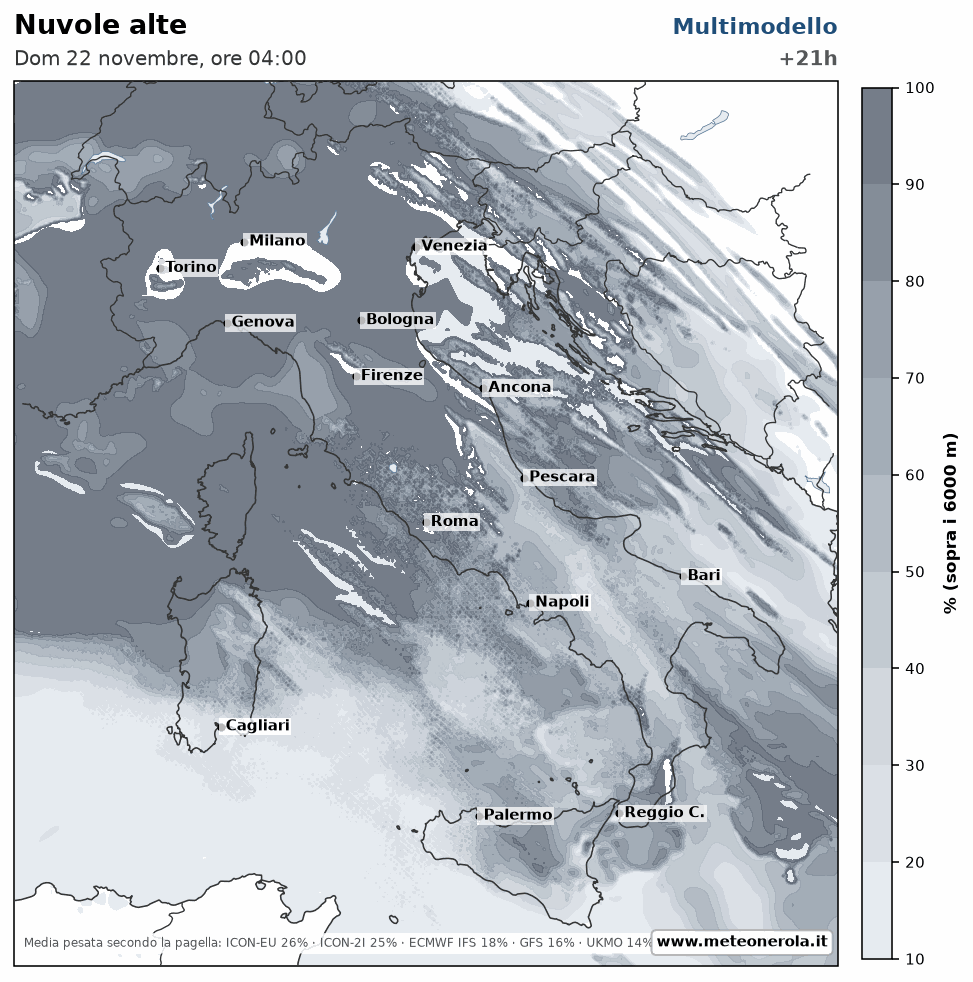 Nuvole alte
Multimodello
Dom 22 novembre, ore 04:00
+21h
Milano
Venezia
Torino
Genova
Bologna
Firenze
Ancona
Pescara
Roma
Bari
Napoli
Cagliari
Palermo
Reggio C.
100
90
80
70
60
50
40
30
20
10
% (sopra i 6000 m)
Media pesata secondo la pagella: ICON-EU 26% · ICON-2I 25% · ECMWF IFS 18% · GFS 16% · UKMO 14%
www.meteonerola.it